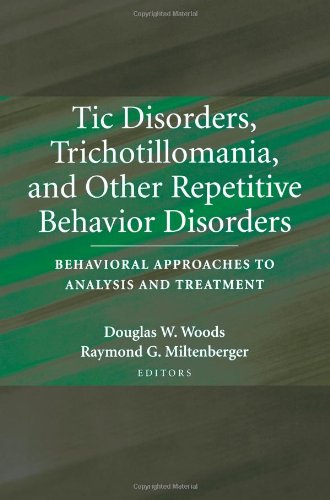 Tic Disorders,
Trichotillomania,
and Other Repetitive
Behavior Disorders
BEHAVIORAL APPROACHES TO
ANALYSIS AND TREATMENT
Douglas W. Woods
Raymond G. Miltenberger
EDITORS